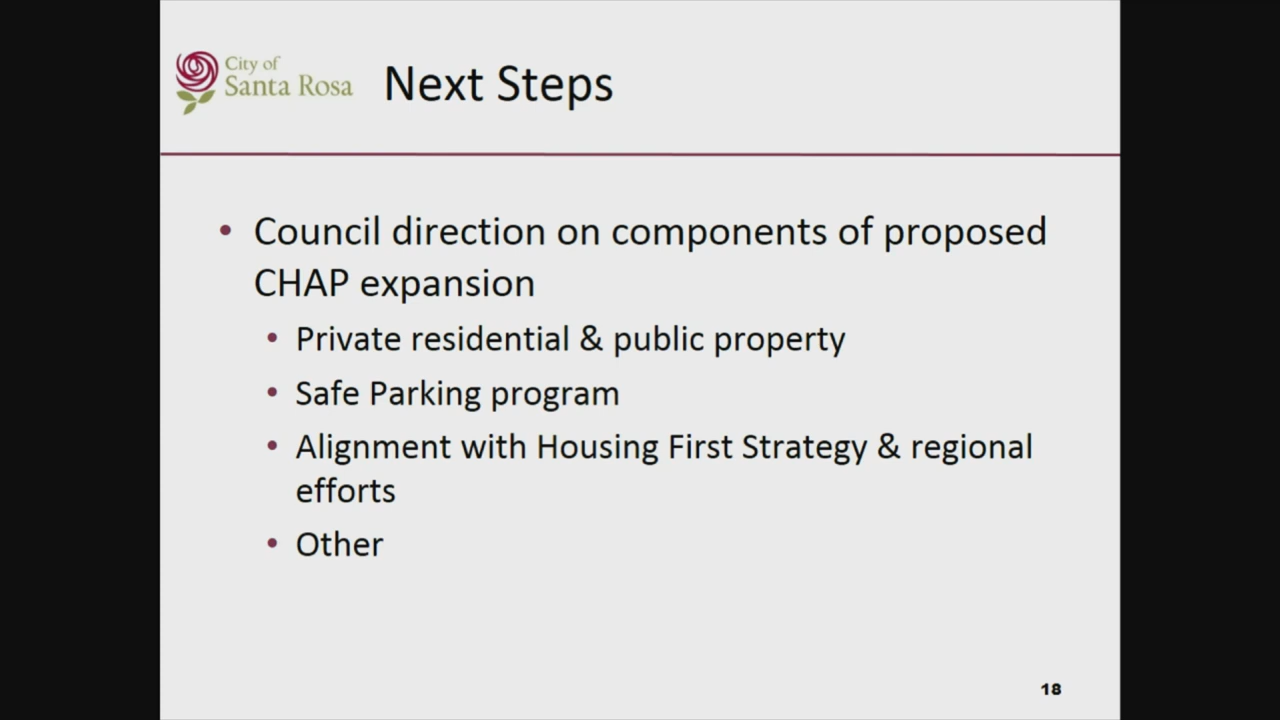 City of
Santa Rosa
Next Steps
• Council direction on components of proposed
CHAP expansion
• Private residential & public property
• Safe Parking program
• Alignment with Housing First Strategy & regional
efforts
• Other
18